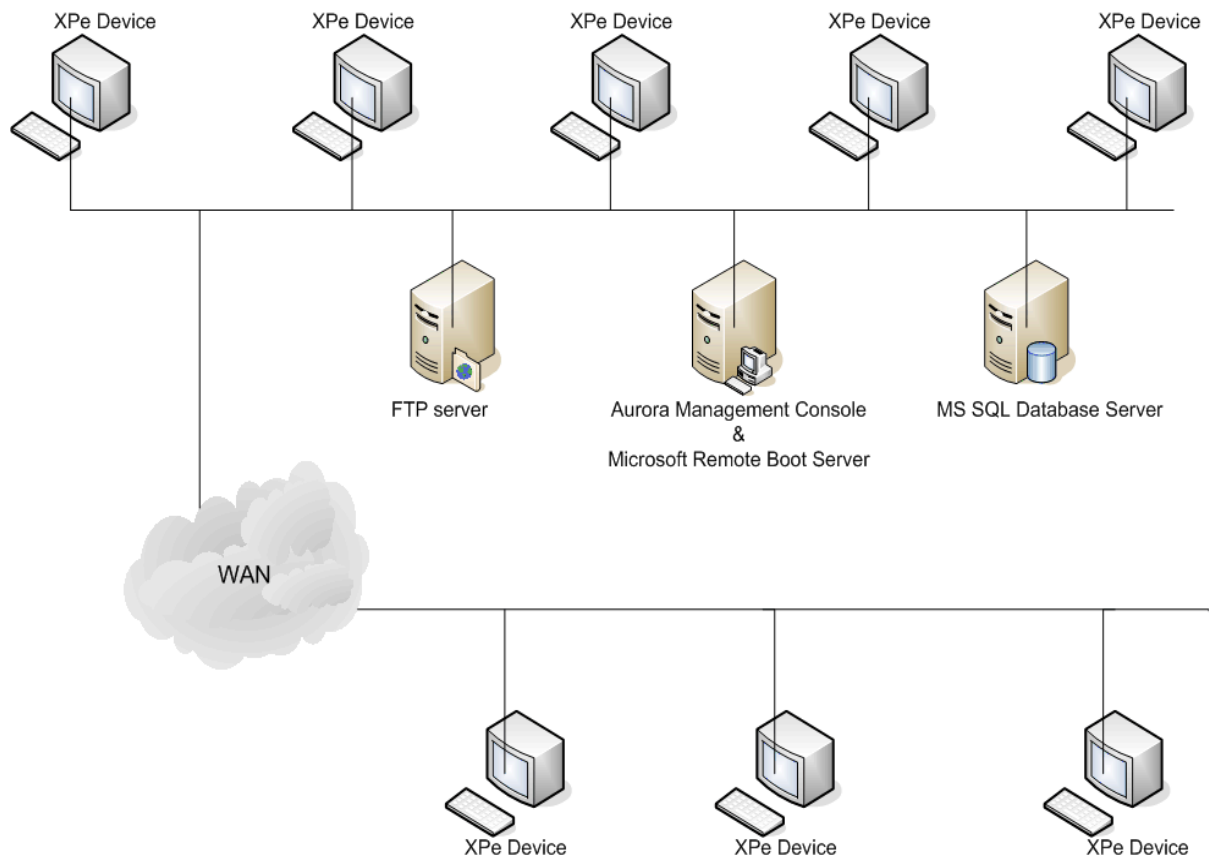 XPe Device
XPe Device
XPe Device
XPe Device
XPe Device
FTP server
Aurora Management Console
&
Microsoft Remote Boot Server
MS SQL Database Server
WAN
XPe Device
XPe Device
XPe Device